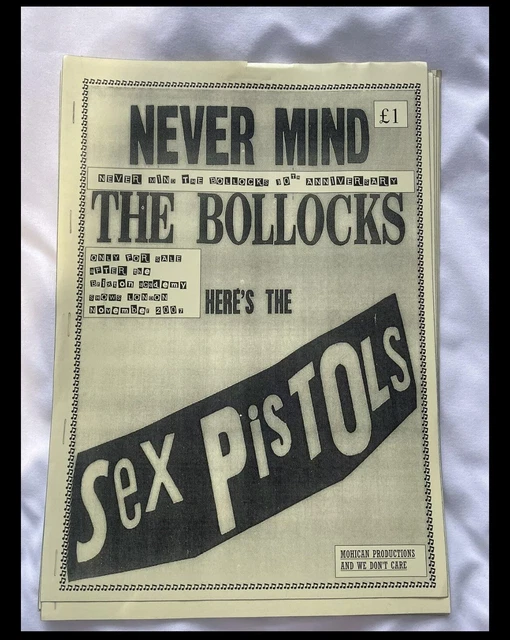 NEVER MIND
£1
NEVER MIND THE BOLLOCKS 30TH ANNIVERSARY
THE BOLLOCKS
ONLY FOR SALE
AFTER the
Brixton academy
SHOWS LONDON
November 2007
HERE'S THE
Sex PisTOLS
MOHICAN PRODUCTIONS
AND WE DON'T CARE